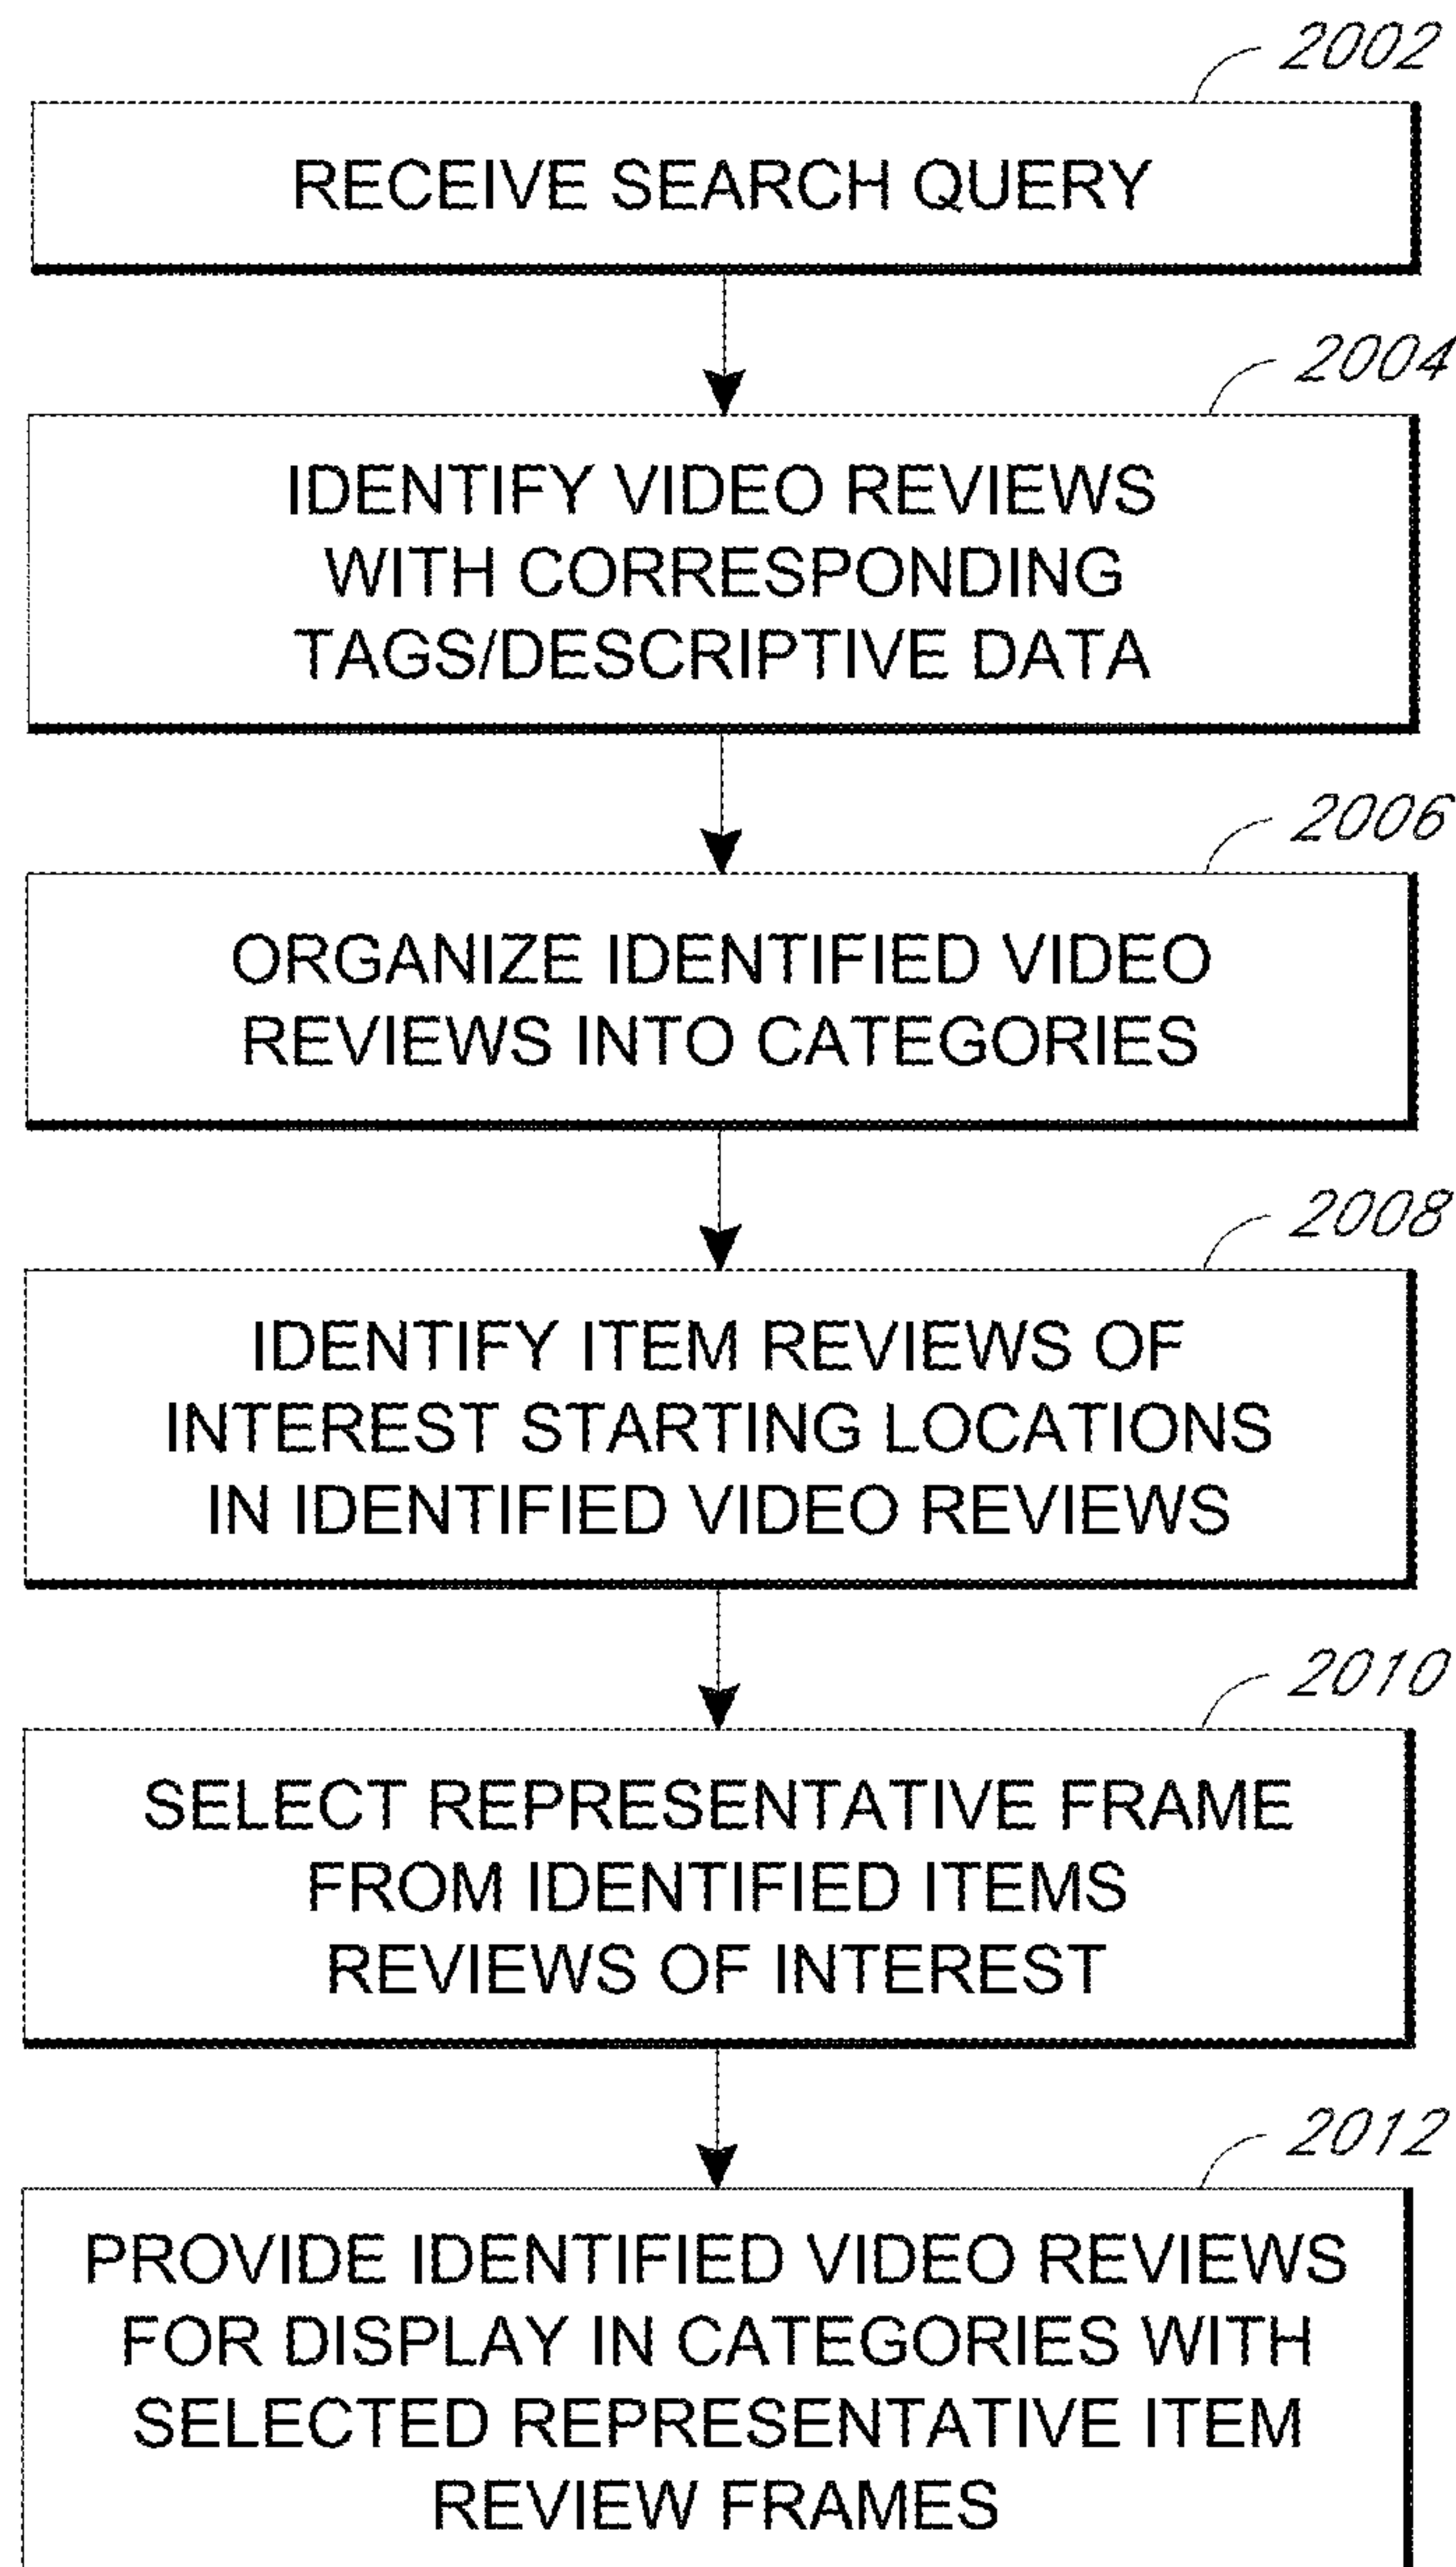 2002
RECEIVE SEARCH QUERY
2004
IDENTIFY VIDEO REVIEWS
WITH CORRESPONDING
TAGS/DESCRIPTIVE DATA
2006
ORGANIZE IDENTIFIED VIDEO
REVIEWS INTO CATEGORIES
2008
IDENTIFY ITEM REVIEWS OF
INTEREST STARTING LOCATIONS
IN IDENTIFIED VIDEO REVIEWS
2010
SELECT REPRESENTATIVE FRAME
FROM IDENTIFIED ITEMS
REVIEWS OF INTEREST
2012
PROVIDE IDENTIFIED VIDEO REVIEWS
FOR DISPLAY IN CATEGORIES WITH
SELECTED REPRESENTATIVE ITEM
REVIEW FRAMES